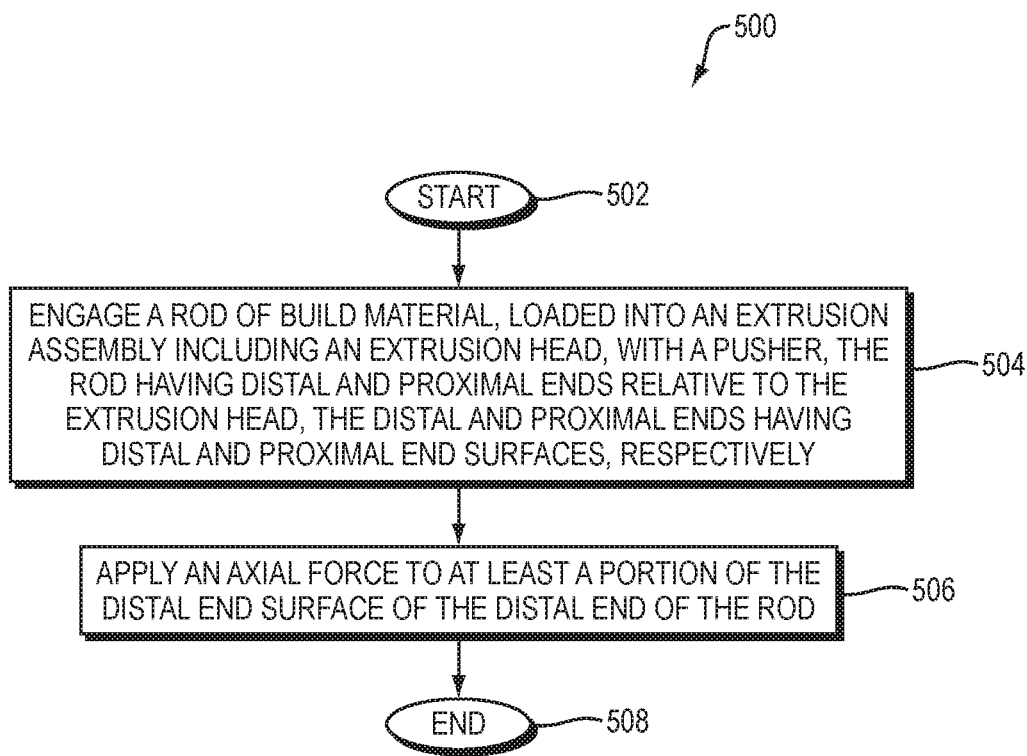 500
START
502
ENGAGE A ROD OF BUILD MATERIAL, LOADED INTO AN EXTRUSION
ASSEMBLY INCLUDING AN EXTRUSION HEAD, WITH A PUSHER, THE
ROD HAVING DISTAL AND PROXIMAL ENDS RELATIVE TO THE
EXTRUSION HEAD, THE DISTAL AND PROXIMAL ENDS HAVING
DISTAL AND PROXIMAL END SURFACES, RESPECTIVELY
504
APPLY AN AXIAL FORCE TO AT LEAST A PORTION OF THE
DISTAL END SURFACE OF THE DISTAL END OF THE ROD
506
END
508